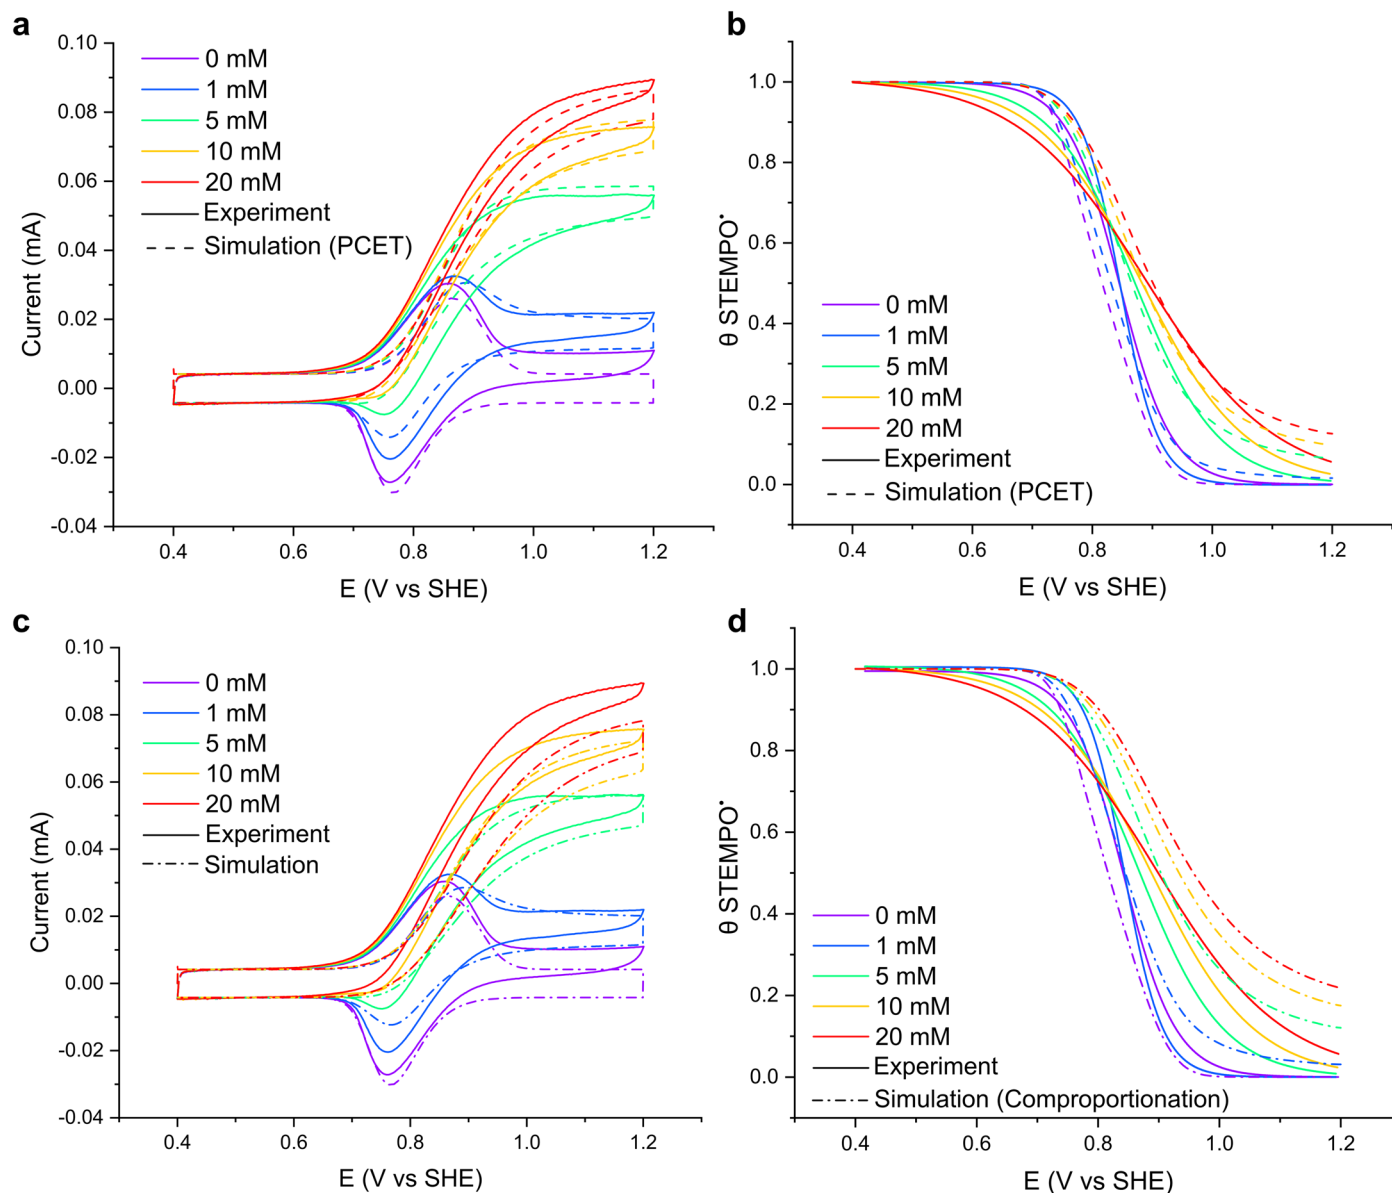 a
0.10
0.08
0.06
0.04
0.02
0.00
-0.02
-0.04
Current (mA)
0 mM
1 mM
5 mM
10 mM
20 mM
Experiment
Simulation (PCET)
0.4
0.6
0.8
1.0
1.2
E (V vs SHE)
b
1.0
0.8
0.6
0.4
0.2
0.0
θ STEMPO•
0 mM
1 mM
5 mM
10 mM
20 mM
Experiment
Simulation (PCET)
0.4
0.6
0.8
1.0
1.2
E (V vs SHE)
c
0.10
0.08
0.06
0.04
0.02
0.00
-0.02
-0.04
Current (mA)
0 mM
1 mM
5 mM
10 mM
20 mM
Experiment
Simulation
0.4
0.6
0.8
1.0
1.2
E (V vs SHE)
d
1.0
0.8
0.6
0.4
0.2
0.0
θ STEMPO•
0 mM
1 mM
5 mM
10 mM
20 mM
Experiment
Simulation (Comproportionation)
0.4
0.6
0.8
1.0
1.2
E (V vs SHE)